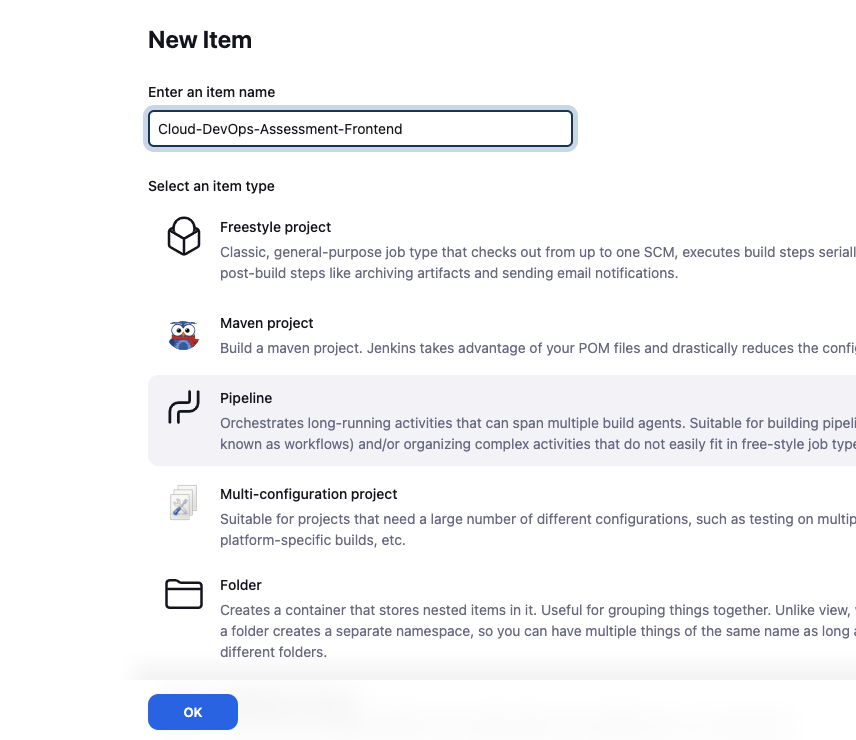 New Item
Enter an item name
Cloud-DevOps-Assessment-Frontend
Select an item type
Freestyle project
Classic, general-purpose job type that checks out from up to one SCM, executes build steps
post-build steps like archiving artifacts and sending email notifications.
Maven project
Build a maven project. Jenkins takes advantage of your POM files and drastically reduces the
Pipeline
Orchestrates long-running activities that can span multiple build agents. Suitable for building
known as workflows) and/or organizing complex activities that do not easily fit in free-style job
Multi-configuration project
Suitable for projects that need a large number of different configurations, such as testing on
platform-specific builds, etc.
Folder
Creates a container that stores nested items in it. Useful for grouping things together. Unlike view,
a folder creates a separate namespace, so you can have multiple things of the same name as long
different folders.
OK